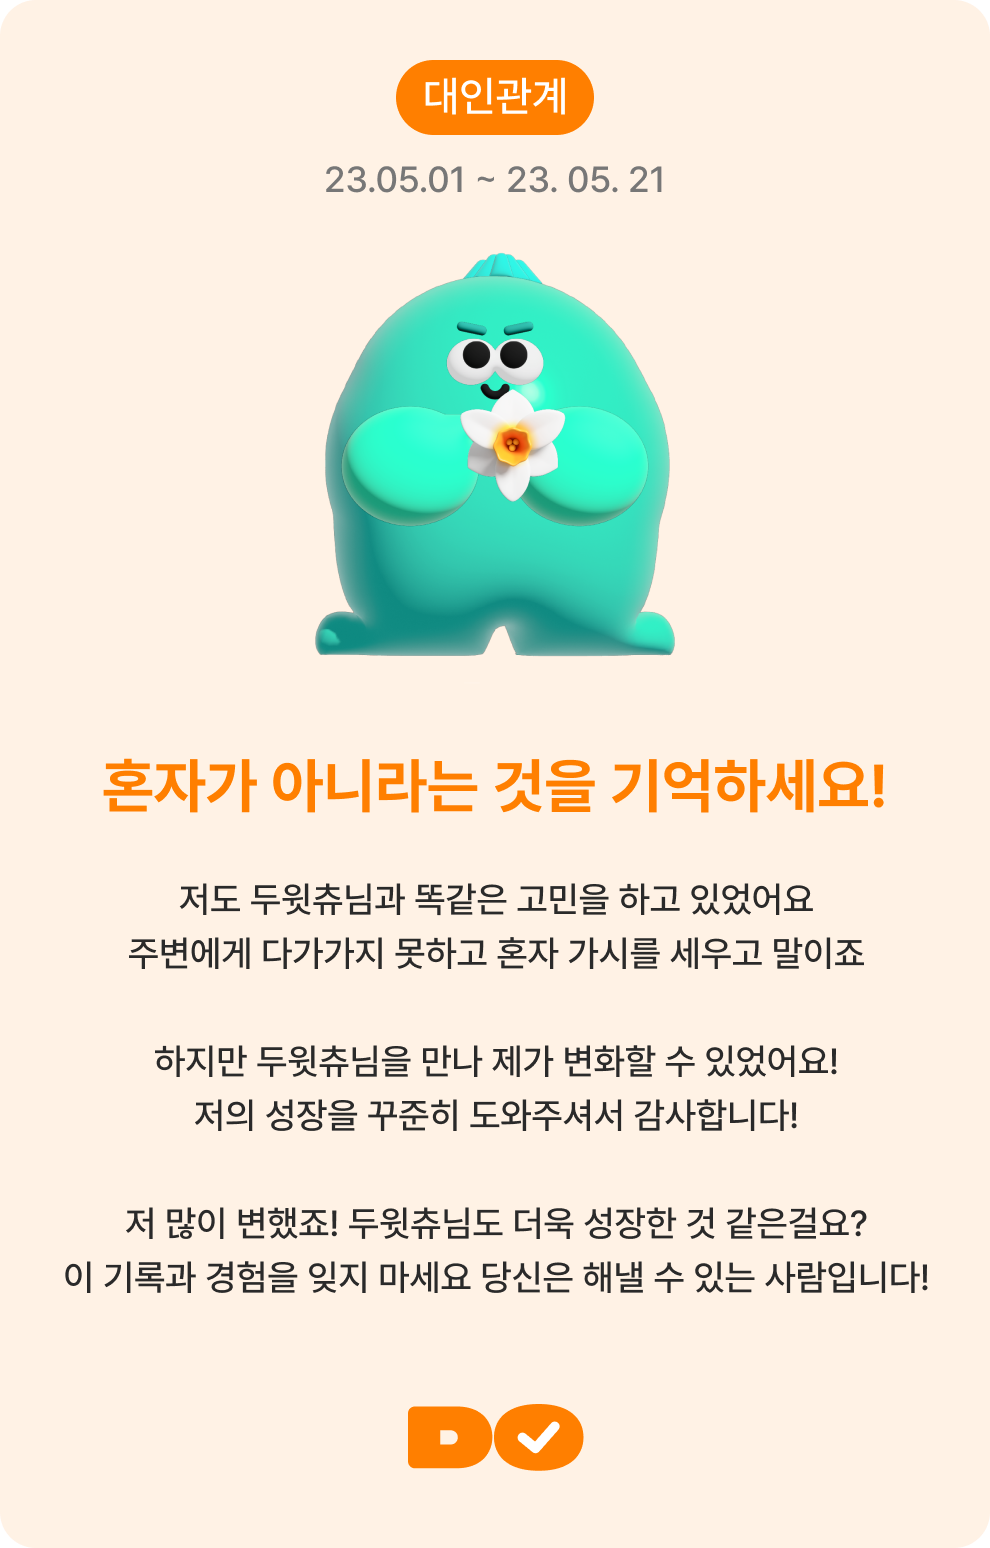 대인관계
23.05.01 ~ 23. 05. 21
혼자가 아니라는 것을 기억하세요!
저도 두윗츄님과 똑같은 고민을 하고 있었어요
주변에게 다가가지 못하고 혼자 가시를 세우고 말이죠
하지만 두윗츄님을 만나 제가 변화할 수 있었어요!
저의 성장을 꾸준히 도와주셔서 감사합니다!
저 많이 변했죠! 두윗츄님도 더욱 성장한 것 같은걸요?
이 기록과 경험을 잊지 마세요 당신은 해낼 수 있는 사람입니다!
DO